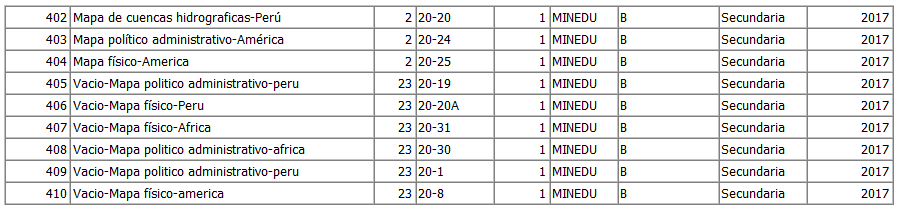 402 Mapa de cuencas hidrograficas-Perú 2 20-20 1 MINEDU B Secundaria 2017
403 Mapa político administrativo-América 2 20-24 1 MINEDU B Secundaria 2017
404 Mapa físico-America 2 20-25 1 MINEDU B Secundaria 2017
405 Vacio-Mapa politico administrativo-peru 23 20-19 1 MINEDU B Secundaria 2017
406 Vacio-Mapa físico-Peru 23 20-20A 1 MINEDU B Secundaria 2017
407 Vacio-Mapa físico-Africa 23 20-31 1 MINEDU B Secundaria 2017
408 Vacio-Mapa politico administrativo-africa 23 20-30 1 MINEDU B Secundaria 2017
409 Vacio-Mapa politico administrativo-peru 23 20-1 1 MINEDU B Secundaria 2017
410 Vacio-Mapa físico-america 23 20-8 1 MINEDU B Secundaria 2017